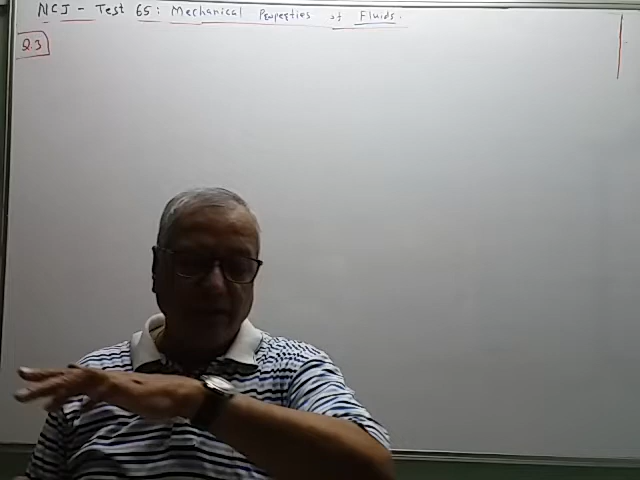 NCJ - Test 65: Mechanical Properties of Fluids.
Q.3